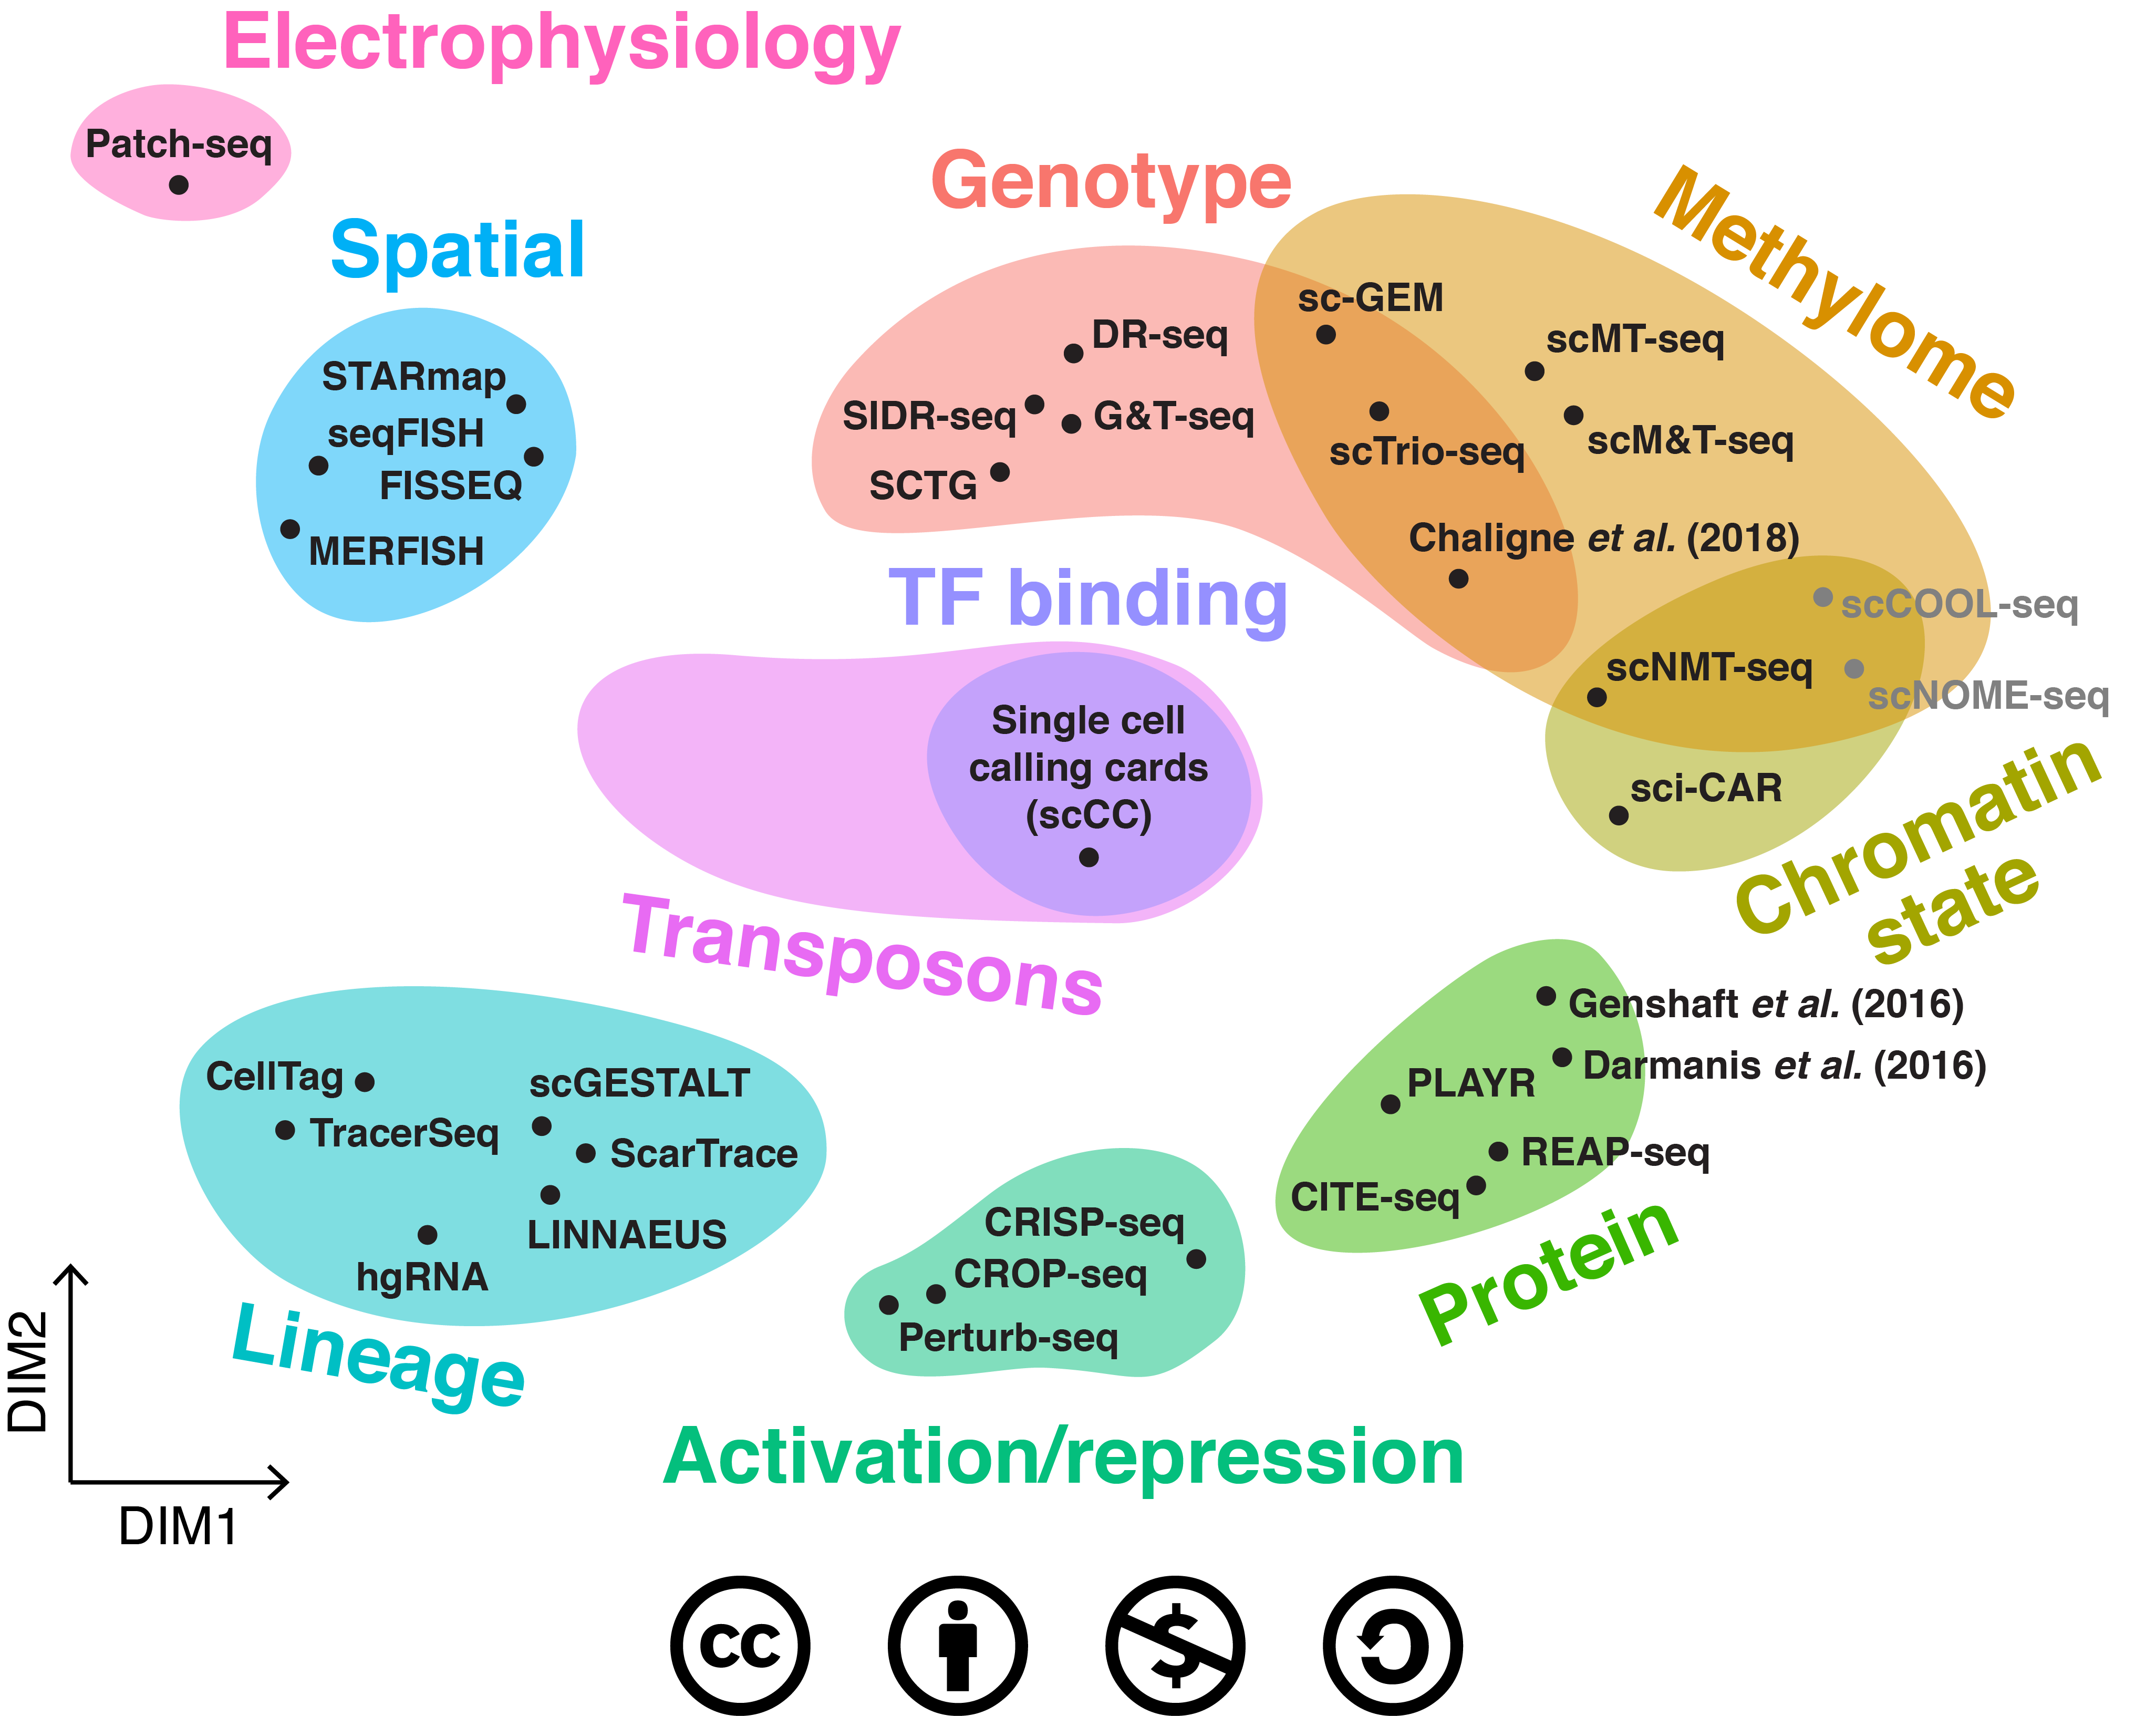 Electrophysiology
Patch-seq
Spatial
STARmap
seqFISH
FISSEQ
MERFISH
Genotype
DR-seq
SIDR-seq
G&T-seq
SCTG
Methylome
sc-GEM
scMT-seq
scTrio-seq
scM&T-seq
Chaligne et al. (2018)
scCOOL-seq
scNMT-seq
scNOME-seq
sci-CAR
Chromatin
state
TF binding
Single cell
calling cards
(scCC)
Transposons
Genshaft et al. (2016)
Darmanis et al. (2016)
PLAYR
REAP-seq
CITE-seq
Protein
CellTag
scGESTALT
TracerSeq
ScarTrace
LINNAEUS
hgRNA
Lineage
CRISP-seq
CROP-seq
Perturb-seq
Activation/repression
DIM2
DIM1
cc
$